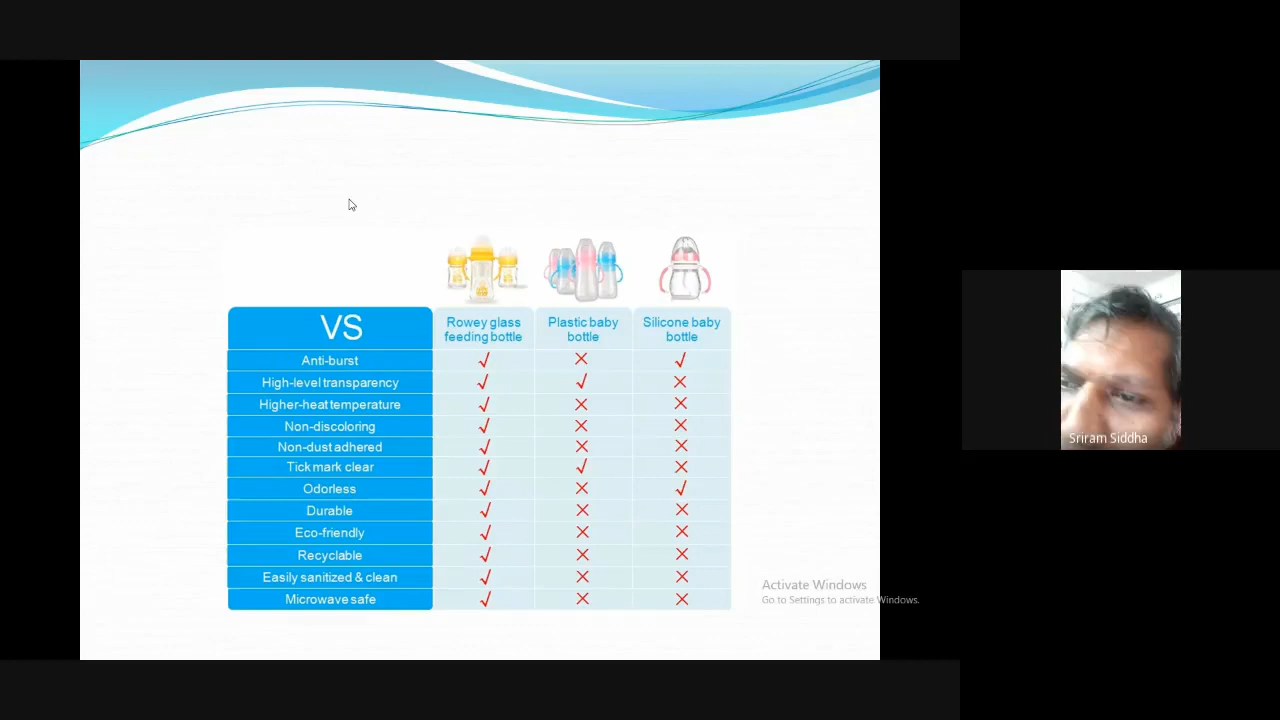 VS
Rowey glass
feeding bottle
Plastic baby
bottle
Silicone baby
bottle
Anti-burst √ × √
High-level transparency √ √ ×
Higher-heat temperature √ × ×
Non-discoloring √ × ×
Non-dust adhered √ × ×
Tick mark clear √ √ ×
Odorless √ × √
Durable √ × ×
Eco-friendly √ × ×
Recyclable √ × ×
Easily sanitized & clean √ × ×
Microwave safe √ × ×
Activate Windows
Go to Settings to activate Windows.
Sriram Siddha